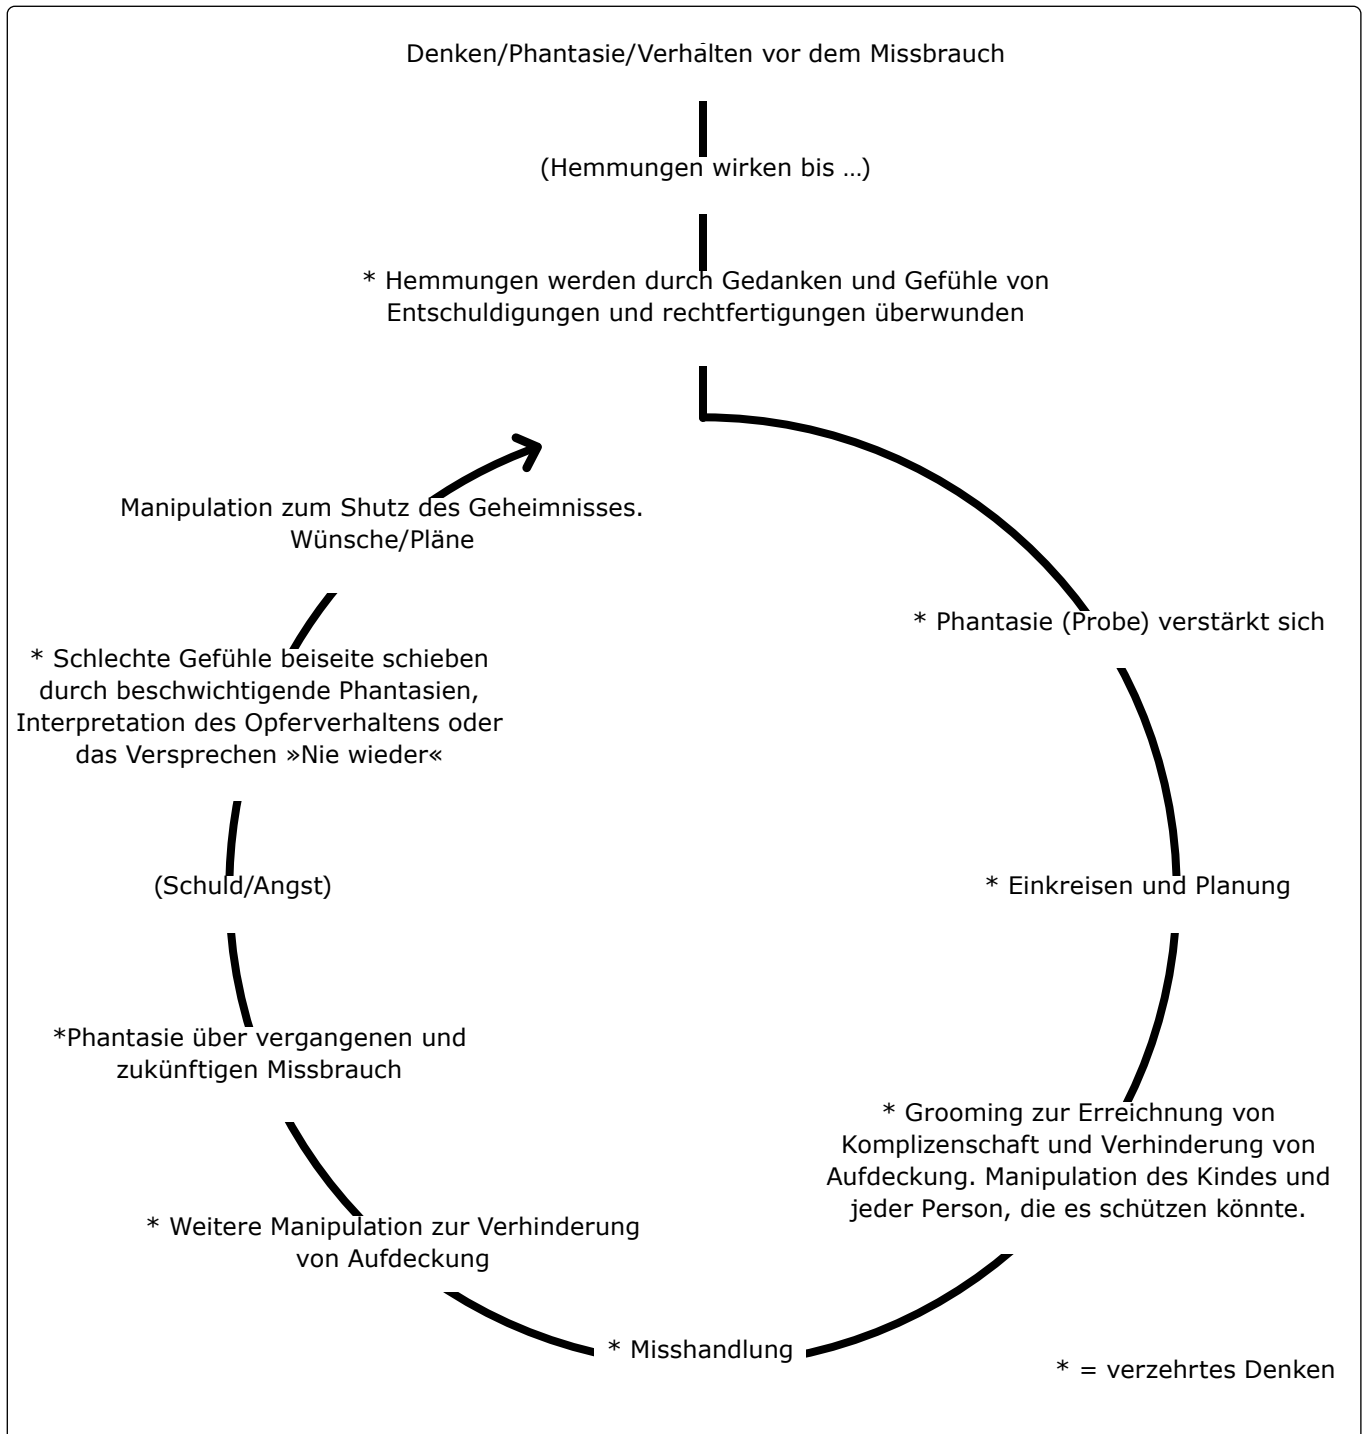 Denken/Phantasie/Verhalten vor dem Missbrauch
(Hemmungen wirken bis …)
* Hemmungen werden durch Gedanken und Gefühle von
Entschuldigungen und rechtfertigungen überwunden
* Phantasie (Probe) verstärkt sich
* Einkreisen und Planung
* Grooming zur Erreichnung von
Komplizenschaft und Verhinderung von
Aufdeckung. Manipulation des Kindes und
jeder Person, die es schützen könnte.
* Misshandlung
* Weitere Manipulation zur Verhinderung
von Aufdeckung
*Phantasie über vergangenen und
zukünftigen Missbrauch
(Schuld/Angst)
* Schlechte Gefühle beiseite schieben
durch beschwichtigende Phantasien,
Interpretation des Opferverhaltens oder
das Versprechen »Nie wieder«
Manipulation zum Shutz des Geheimnisses.
Wünsche/Pläne
* = verzehrtes Denken